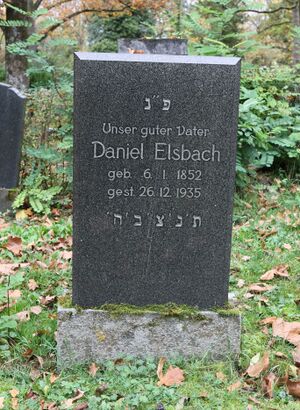 פ״נ
Unser guter Vater
Daniel Elsbach
geb. 6. 1. 1852
gest. 26. 12. 1935
ת׳נ׳צ׳ב׳ה׳